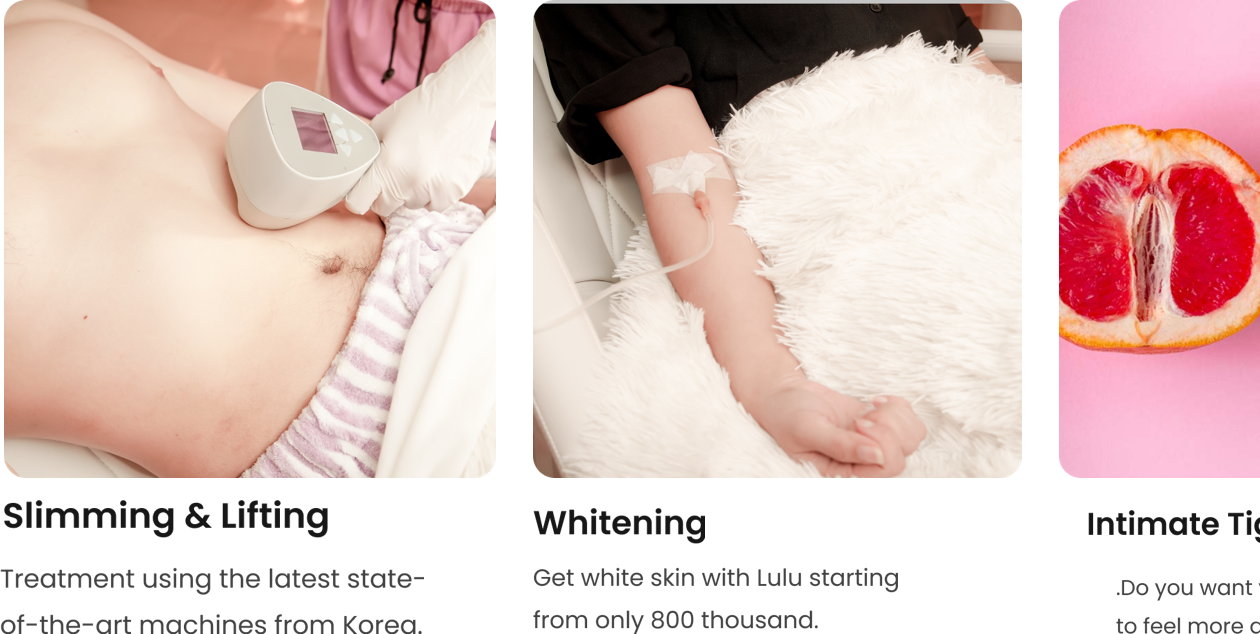 Slimming & Lifting
Treatment using the latest state-
of-the-art machines from Korea.
Whitening
Get white skin with Lulu starting
from only 800 thousand.
Intimate
.Do you want
to feel more